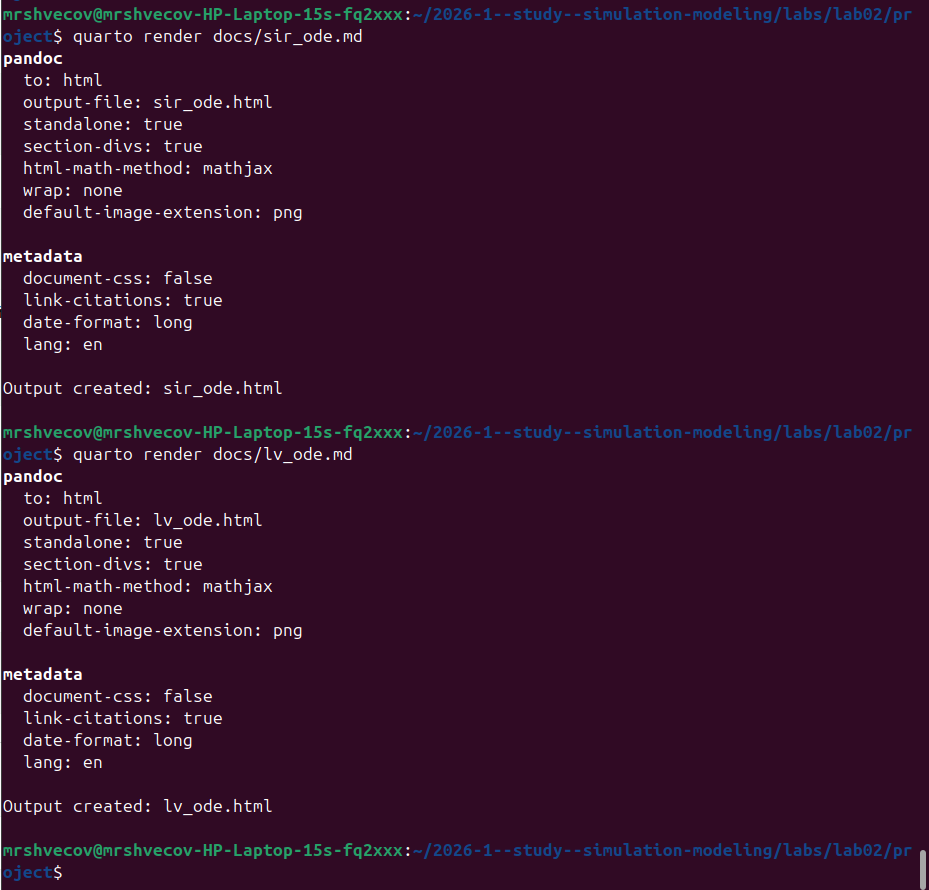 mrshvecov@mrshvecov-HP-Laptop-15s-fq2xxx:~/2026-1--study--simulation-modeling/labs/lab02/pr
oject$ quarto render docs/sir_ode.md
pandoc
  to: html
  output-file: sir_ode.html
  standalone: true
  section-divs: true
  html-math-method: mathjax
  wrap: none
  default-image-extension: png

metadata
  document-css: false
  link-citations: true
  date-format: long
  lang: en

Output created: sir_ode.html

mrshvecov@mrshvecov-HP-Laptop-15s-fq2xxx:~/2026-1--study--simulation-modeling/labs/lab02/pr
oject$ quarto render docs/lv_ode.md
pandoc
  to: html
  output-file: lv_ode.html
  standalone: true
  section-divs: true
  html-math-method: mathjax
  wrap: none
  default-image-extension: png

metadata
  document-css: false
  link-citations: true
  date-format: long
  lang: en

Output created: lv_ode.html

mrshvecov@mrshvecov-HP-Laptop-15s-fq2xxx:~/2026-1--study--simulation-modeling/labs/lab02/pr
oject$